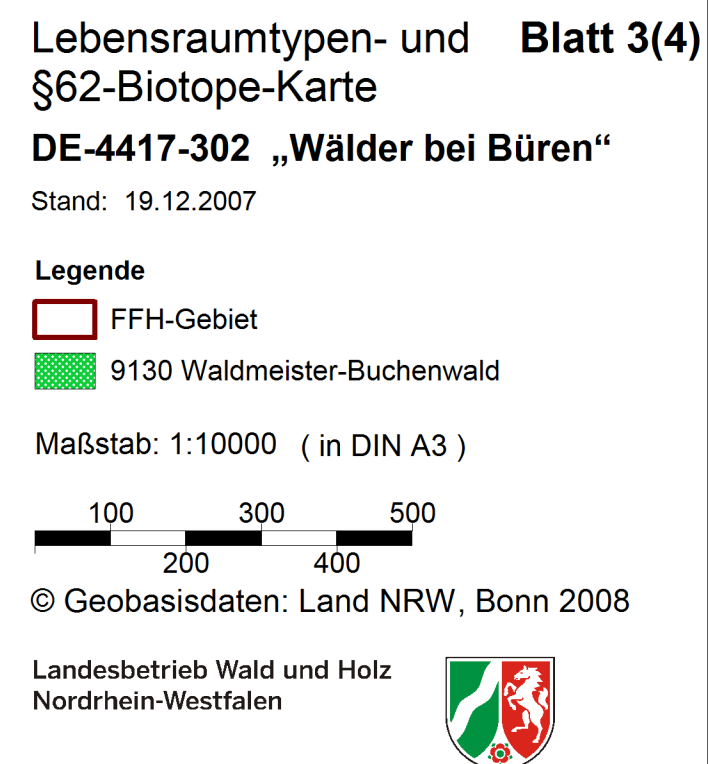 Lebensraumtypen- und Blatt 3(4)
§62-Biotope-Karte
DE-4417-302 „Wälder bei Büren“
Stand: 19.12.2007
Legende
FFH-Gebiet
9130 Waldmeister-Buchenwald
Maßstab: 1:10000 ( in DIN A3 )
100 300 500
200 400
© Geobasisdaten: Land NRW, Bonn 2008
Landesbetrieb Wald und Holz
Nordrhein-Westfalen